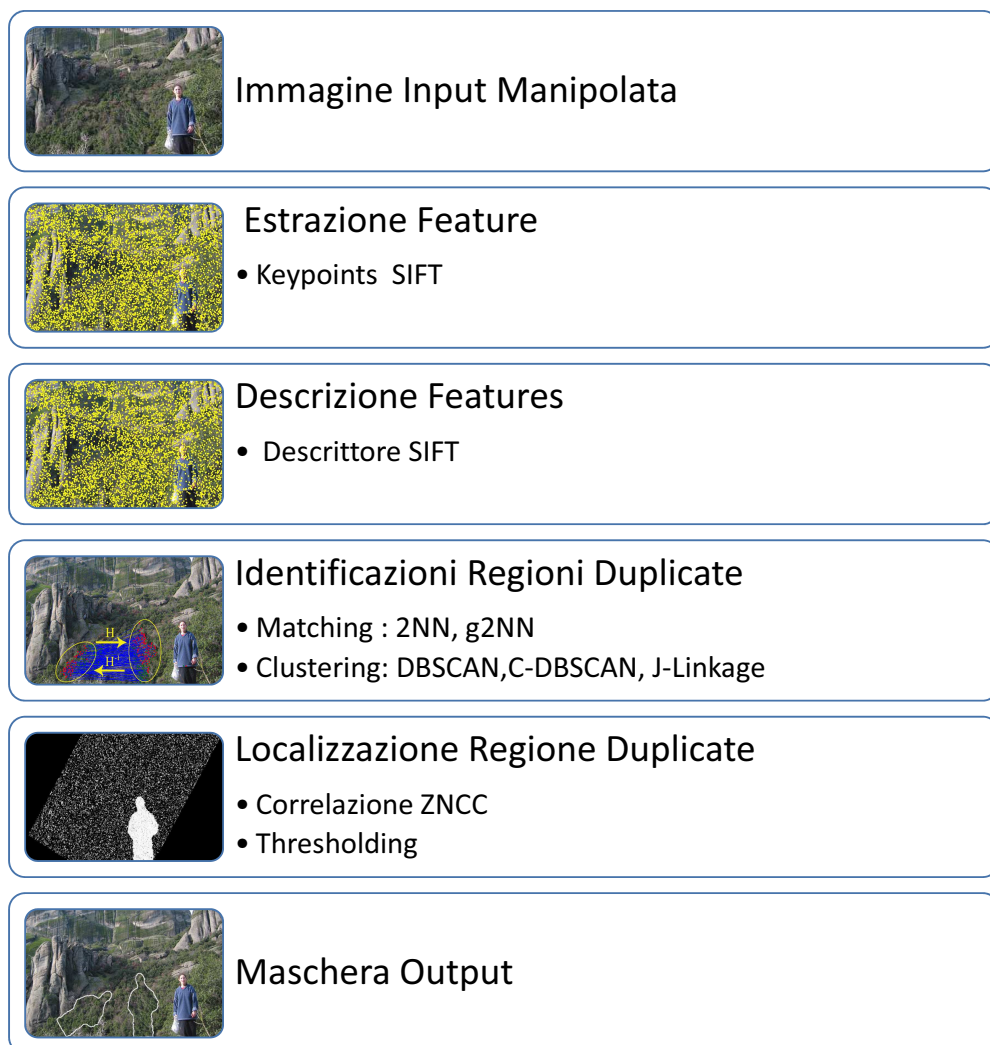 Immagine Input Manipolata
Estrazione Feature
• Keypoints SIFT
Descrizione Features
• Descrittore SIFT
H
H⁻¹
Identificazioni Regioni Duplicate
• Matching : 2NN, g2NN
• Clustering: DBSCAN,C-DBSCAN, J-Linkage
Localizzazione Regione Duplicate
• Correlazione ZNCC
• Thresholding
Maschera Output